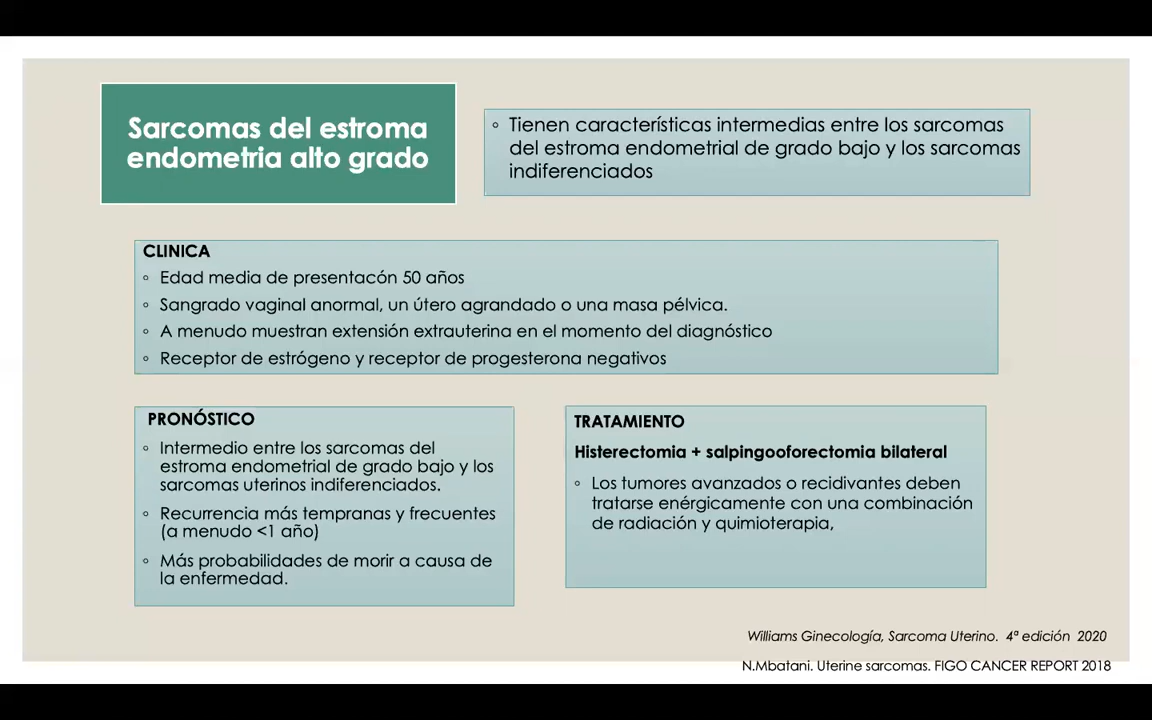 Sarcomas del estroma
endometria alto grado
◦ Tienen características intermedias entre los sarcomas
del estroma endometrial de grado bajo y los sarcomas
indiferenciados
CLINICA
◦ Edad media de presentacón 50 años
◦ Sangrado vaginal anormal, un útero agrandado o una masa pélvica.
◦ A menudo muestran extensión extrauterina en el momento del diagnóstico
◦ Receptor de estrógeno y receptor de progesterona negativos
PRONÓSTICO
◦ Intermedio entre los sarcomas del
estroma endometrial de grado bajo y los
sarcomas uterinos indiferenciados.
◦ Recurrencia más tempranas y frecuentes
(a menudo <1 año)
◦ Más probabilidades de morir a causa de
la enfermedad.
TRATAMIENTO
Histerectomia + salpingooforectomia bilateral
◦ Los tumores avanzados o recidivantes deben
tratarse enérgicamente con una combinación
de radiación y quimioterapia,
Williams Ginecología, Sarcoma Uterino. 4ª edición 2020
N.Mbatani. Uterine sarcomas. FIGO CANCER REPORT 2018